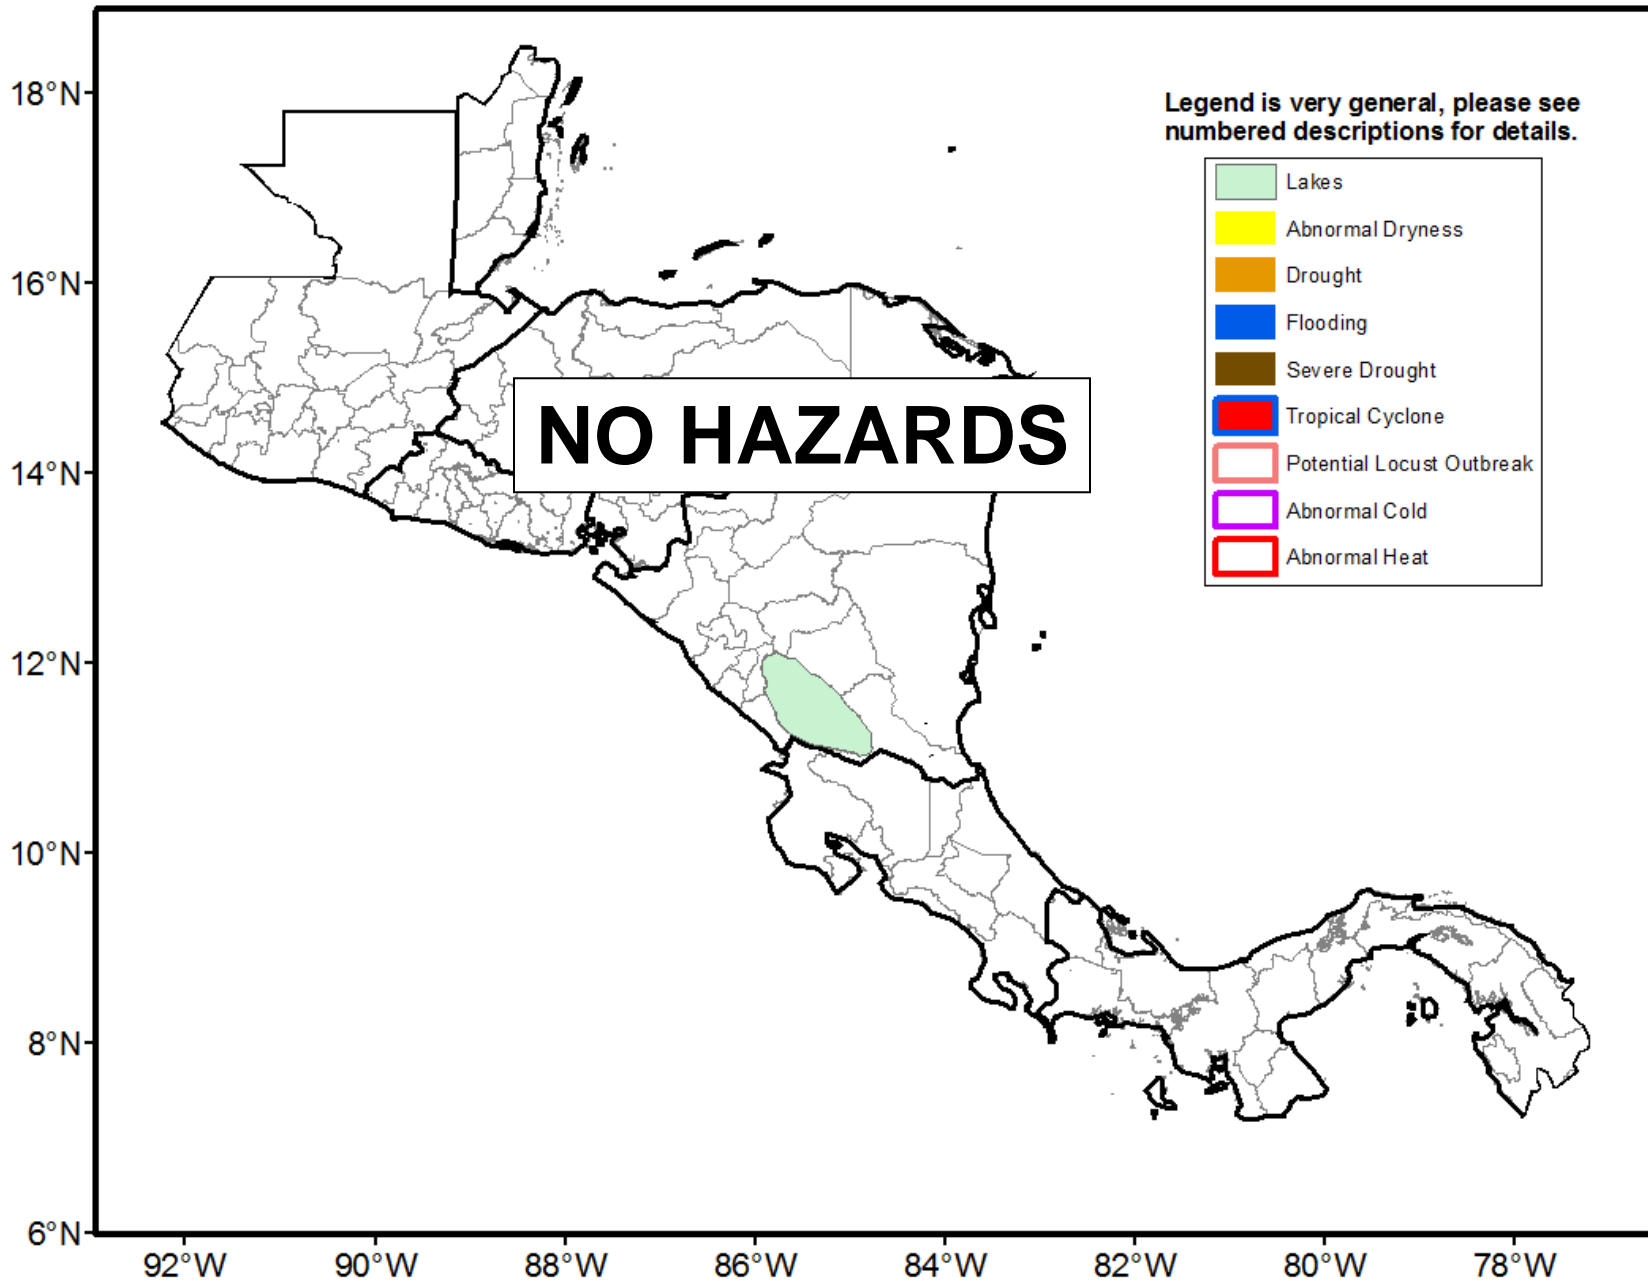 18°N
16°N
14°N
12°N
10°N
8°N
6°N
92°W 90°W 88°W 86°W 84°W 82°W 80°W 78°W
NO HAZARDS
Legend is very general, please see
numbered descriptions for details.
Lakes
Abnormal Dryness
Drought
Flooding
Severe Drought
Tropical Cyclone
Potential Locust Outbreak
Abnormal Cold
Abnormal Heat